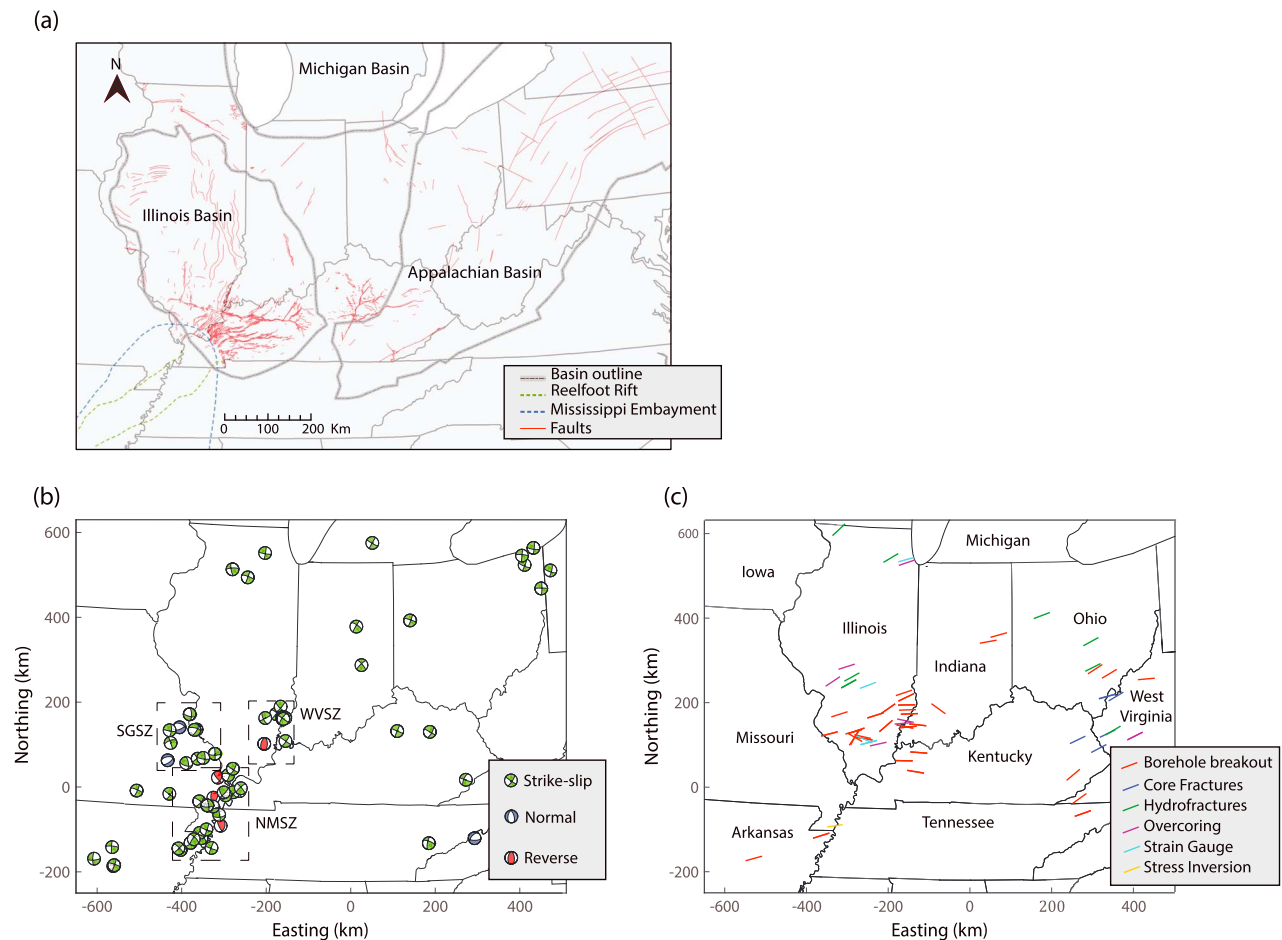 (a)
N
Michigan Basin
Illinois Basin
Appalachian Basin
0 100 200 Km
Basin outline
Reelfoot Rift
Mississippi Embayment
Faults
(b)
Northing (km)
600
400
200
0
-200
-600 -400 -200 0 200 400
Easting (km)
SGSZ
WVSZ
NMSZ
Strike-slip
Normal
Reverse
(c)
Northing (km)
600
400
200
0
-200
-600 -400 -200 0 200 400
Easting (km)
Michigan
Iowa
Illinois
Ohio
Indiana
West
Virginia
Missouri
Kentucky
Tennessee
Arkansas
Borehole breakout
Core Fractures
Hydrofractures
Overcoring
Strain Gauge
Stress Inversion